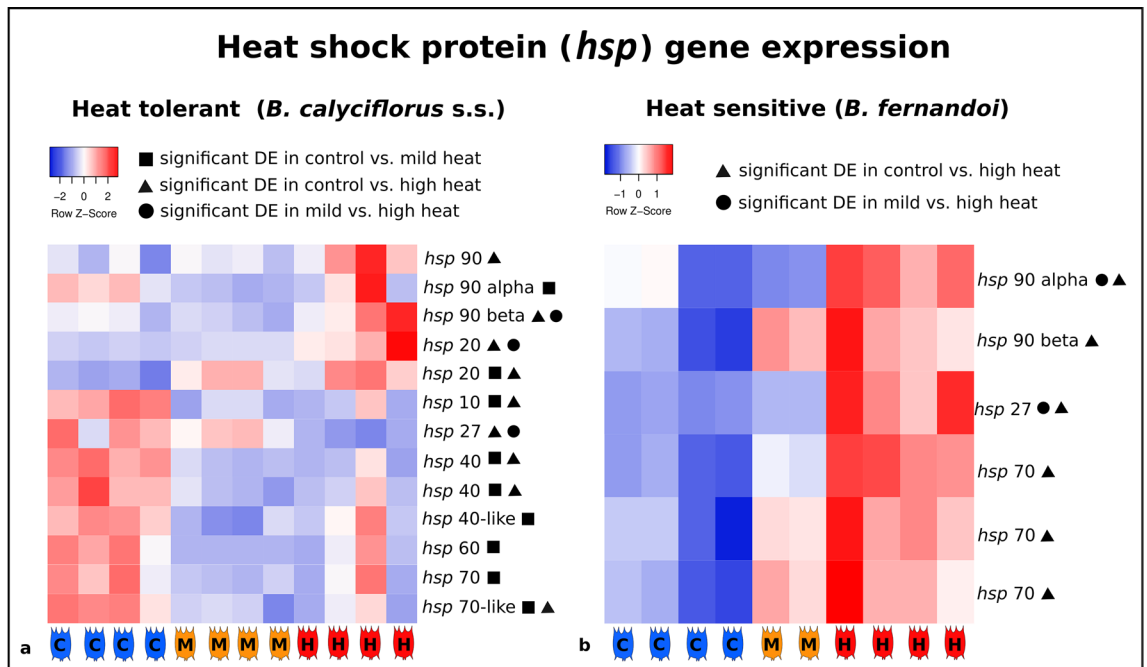 Heat shock protein (hsp) gene expression
Heat tolerant (B. calyciflorus s.s.)
■ significant DE in control vs. mild heat
▲ significant DE in control vs. high heat
● significant DE in mild vs. high heat
−2 0 2
Row Z-Score
hsp 90 ▲
hsp 90 alpha ■
hsp 90 beta ▲ ●
hsp 20 ▲ ●
hsp 20 ■ ▲
hsp 10 ■ ▲
hsp 27 ▲ ●
hsp 40 ■ ▲
hsp 40 ■ ▲
hsp 40-like ■
hsp 60 ■
hsp 70 ■
hsp 70-like ■ ▲
a C C C C M M M M H H H H
Heat sensitive (B. fernandoi)
▲ significant DE in control vs. high heat
● significant DE in mild vs. high heat
−1 0 1
Row Z-Score
hsp 90 alpha ● ▲
hsp 90 beta ▲
hsp 27 ● ▲
hsp 70 ▲
hsp 70 ▲
hsp 70 ▲
b C C C C M M H H H H